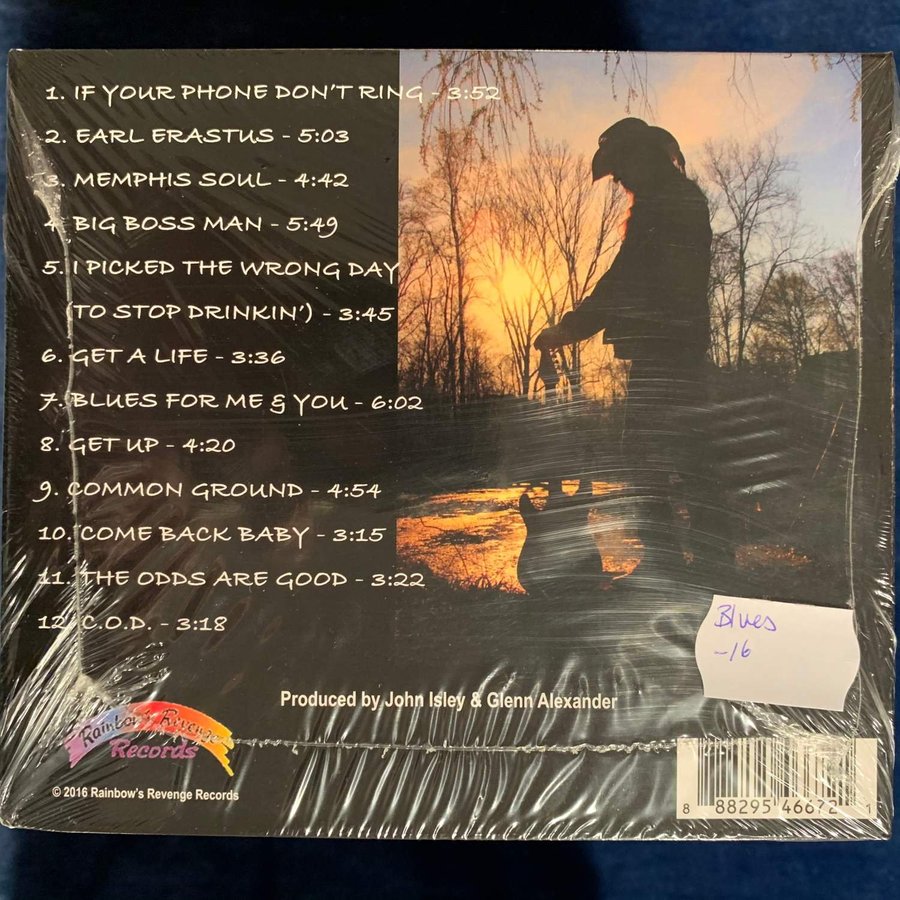 1. IF YOUR PHONE DON'T RING - 3:52
2. EARL ERASTUS - 5:03
3. MEMPHIS SOUL - 4:42
4. BIG BOSS MAN - 5:49
5. I PICKED THE WRONG DAY
(TO STOP DRINKIN') - 3:45
6. GET A LIFE - 3:36
7. BLUES FOR ME & YOU - 6:02
8. GET UP - 4:20
9. COMMON GROUND - 4:54
10. COME BACK BABY - 3:15
11. THE ODDS ARE GOOD - 3:22
12. C.O.D. - 3:18
Blues
-16
Produced by John Isley & Glenn Alexander
Rainbow's Revenge
Records
© 2016 Rainbow's Revenge Records
8 88295 46672 1